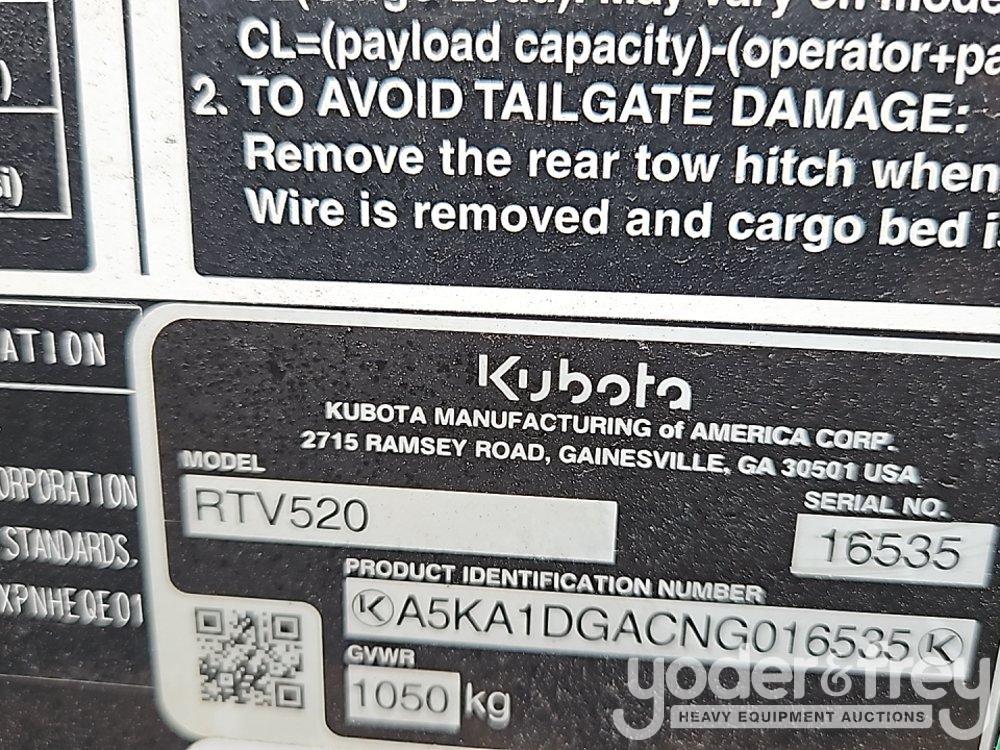 CL=(payload capacity)-(operator+pa
2. TO AVOID TAILGATE DAMAGE:
Remove the rear tow hitch when
Wire is removed and cargo bed i
ATION
ORPORATION
STANDARDS.
XPNHEQE01
Kubota
KUBOTA MANUFACTURING of AMERICA CORP.
2715 RAMSEY ROAD, GAINESVILLE, GA 30501 USA
MODEL
RTV520
SERIAL NO.
16535
PRODUCT IDENTIFICATION NUMBER
A5KA1DGACNG016535
GVWR
1050 kg
yoder&frey
HEAVY EQUIPMENT AUCTIONS